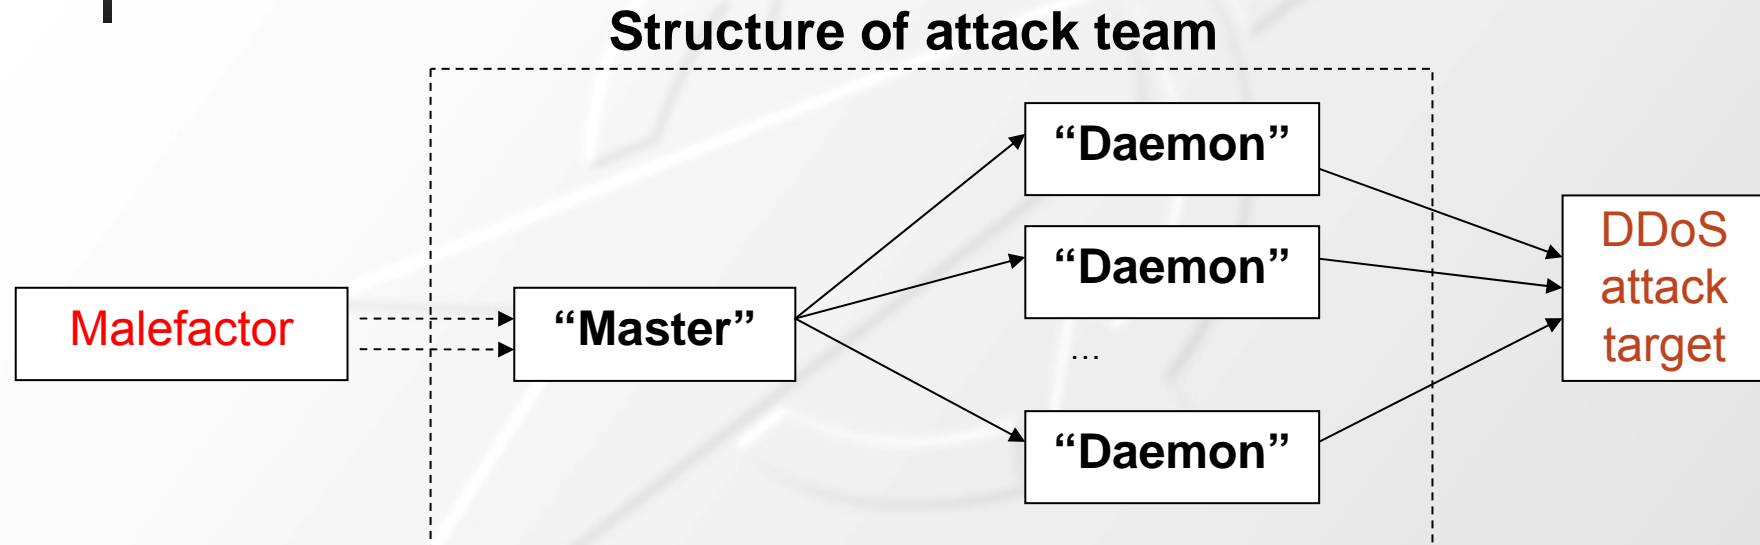 Structure of attack team
“Daemon”
“Daemon”
Malefactor
“Master”
...
“Daemon”
DDoS
attack
target